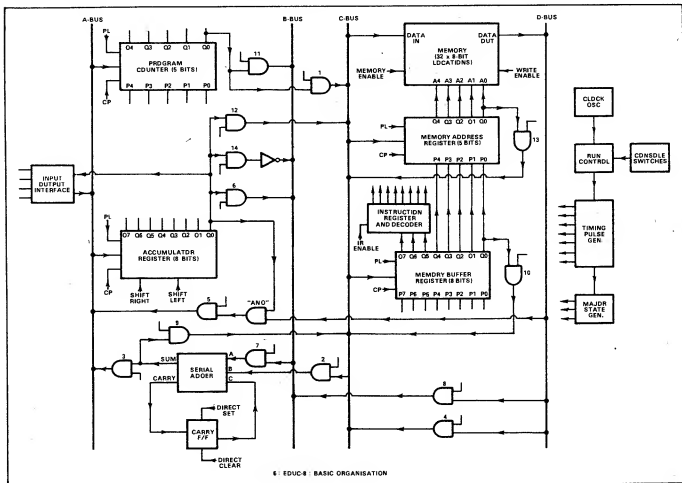 A-BUS
B-BUS
C-BUS
D-BUS
PL
Q4 Q3 Q2 Q1 Q0
PROGRAM
COUNTER (5 BITS)
P4 P3 P2 P1 P0
CP
11
1
DATA
IN
DATA
OUT
MEMORY
(32 x 8-BIT
LOCATIONS)
MEMORY
ENABLE
WRITE
ENABLE
A4 A3 A2 A1 A0
CLOCK
OSC
12
14
6
PL
Q4 Q3 Q2 Q1 Q0
MEMORY ADDRESS
REGISTER (5 BITS)
CP
P4 P3 P2 P1 P0
13
RUN
CONTROL
CONSOLE
SWITCHES
INPUT
OUTPUT
INTERFACE
INSTRUCTION
REGISTER
AND DECODER
IR
ENABLE
TIMING
PULSE
GEN
PL
Q7 Q6 Q5 Q4 Q3 Q2 Q1 Q0
ACCUMULATOR
REGISTER (8 BITS)
CP
SHIFT
RIGHT
SHIFT
LEFT
PL
Q7 Q6 Q5 Q4 Q3 Q2 Q1 Q0
MEMORY BUFFER
REGISTER (8 BITS)
CP
P7 P6 P5 P4 P3 P2 P1 P0
10
MAJOR
STATE
GEN.
5
"AND"
9
3
SUM
SERIAL
ADDER
CARRY
A
B
C
7
2
8
4
CARRY
F/F
DIRECT
SET
DIRECT
CLEAR
6 : EDUC-8 : BASIC ORGANISATION